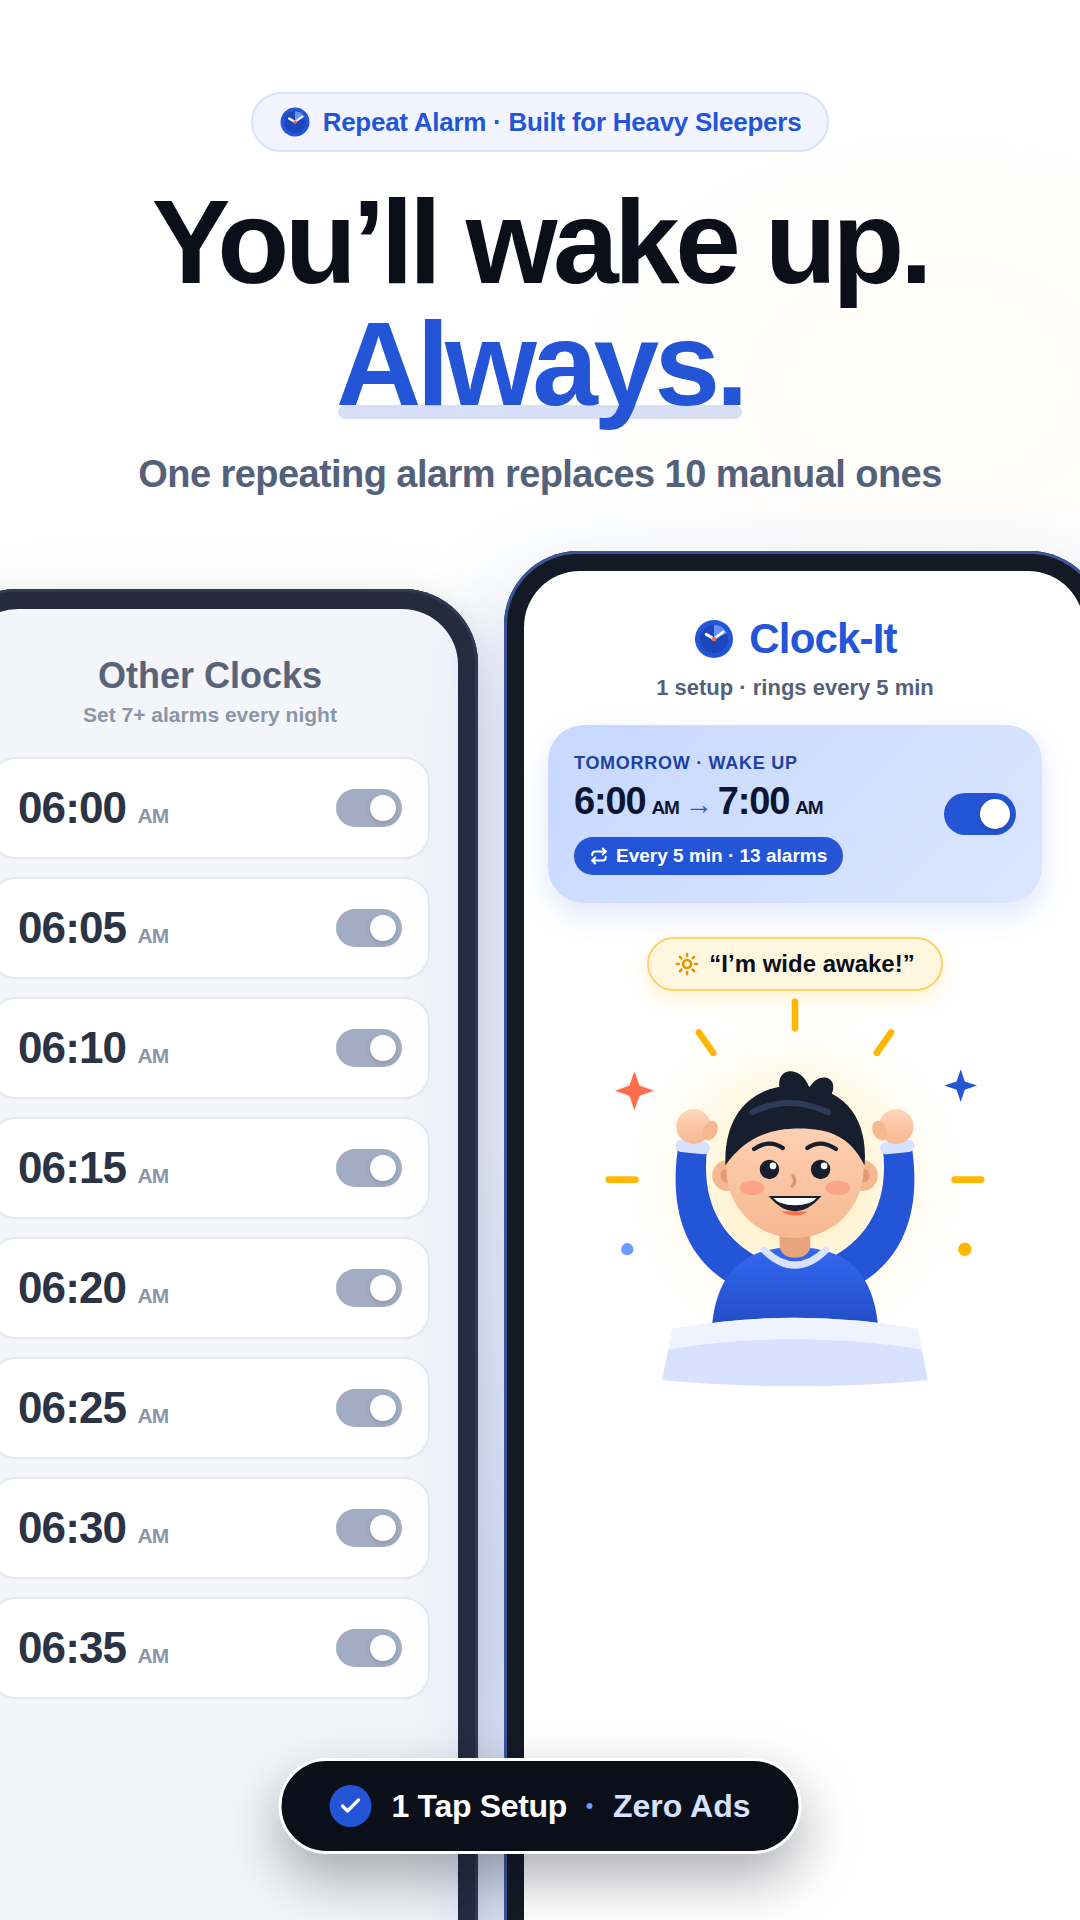 Repeat Alarm · Built for Heavy Sleepers
You’ll wake up.
Always.
One repeating alarm replaces 10 manual ones
Other Clocks
Set 7+ alarms every night
06:00 AM
06:05 AM
06:10 AM
06:15 AM
06:20 AM
06:25 AM
06:30 AM
06:35 AM
Clock-It
1 setup · rings every 5 min
TOMORROW · WAKE UP
6:00 AM → 7:00 AM
Every 5 min · 13 alarms
“I’m wide awake!”
1 Tap Setup · Zero Ads